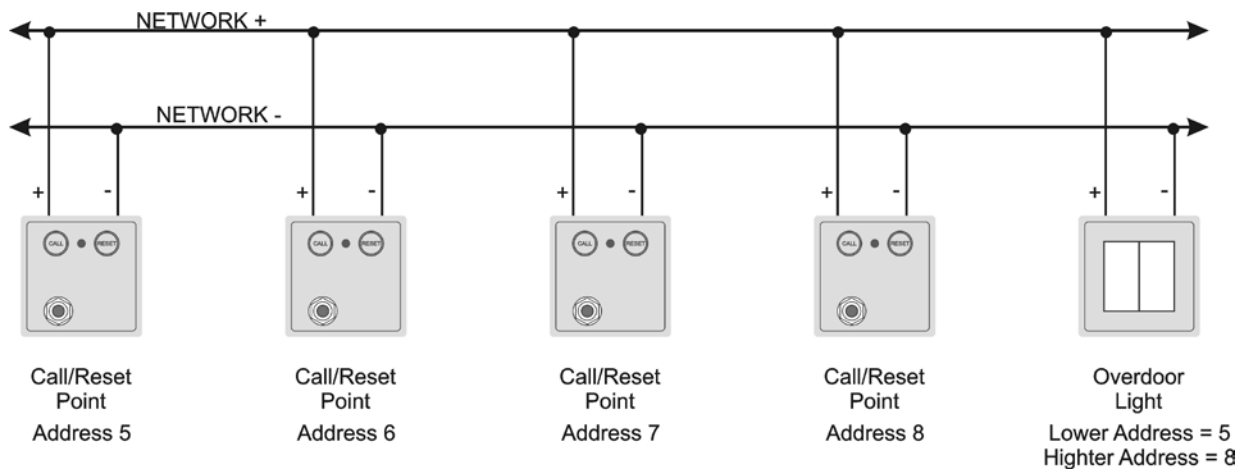 NETWORK +
NETWORK -
+ - + - + - + - + -
CALL RESET CALL RESET CALL RESET CALL RESET
Call/Reset Point
Address 5
Call/Reset Point
Address 6
Call/Reset Point
Address 7
Call/Reset Point
Address 8
Overdoor Light
Lower Address = 5
Highter Address = 8